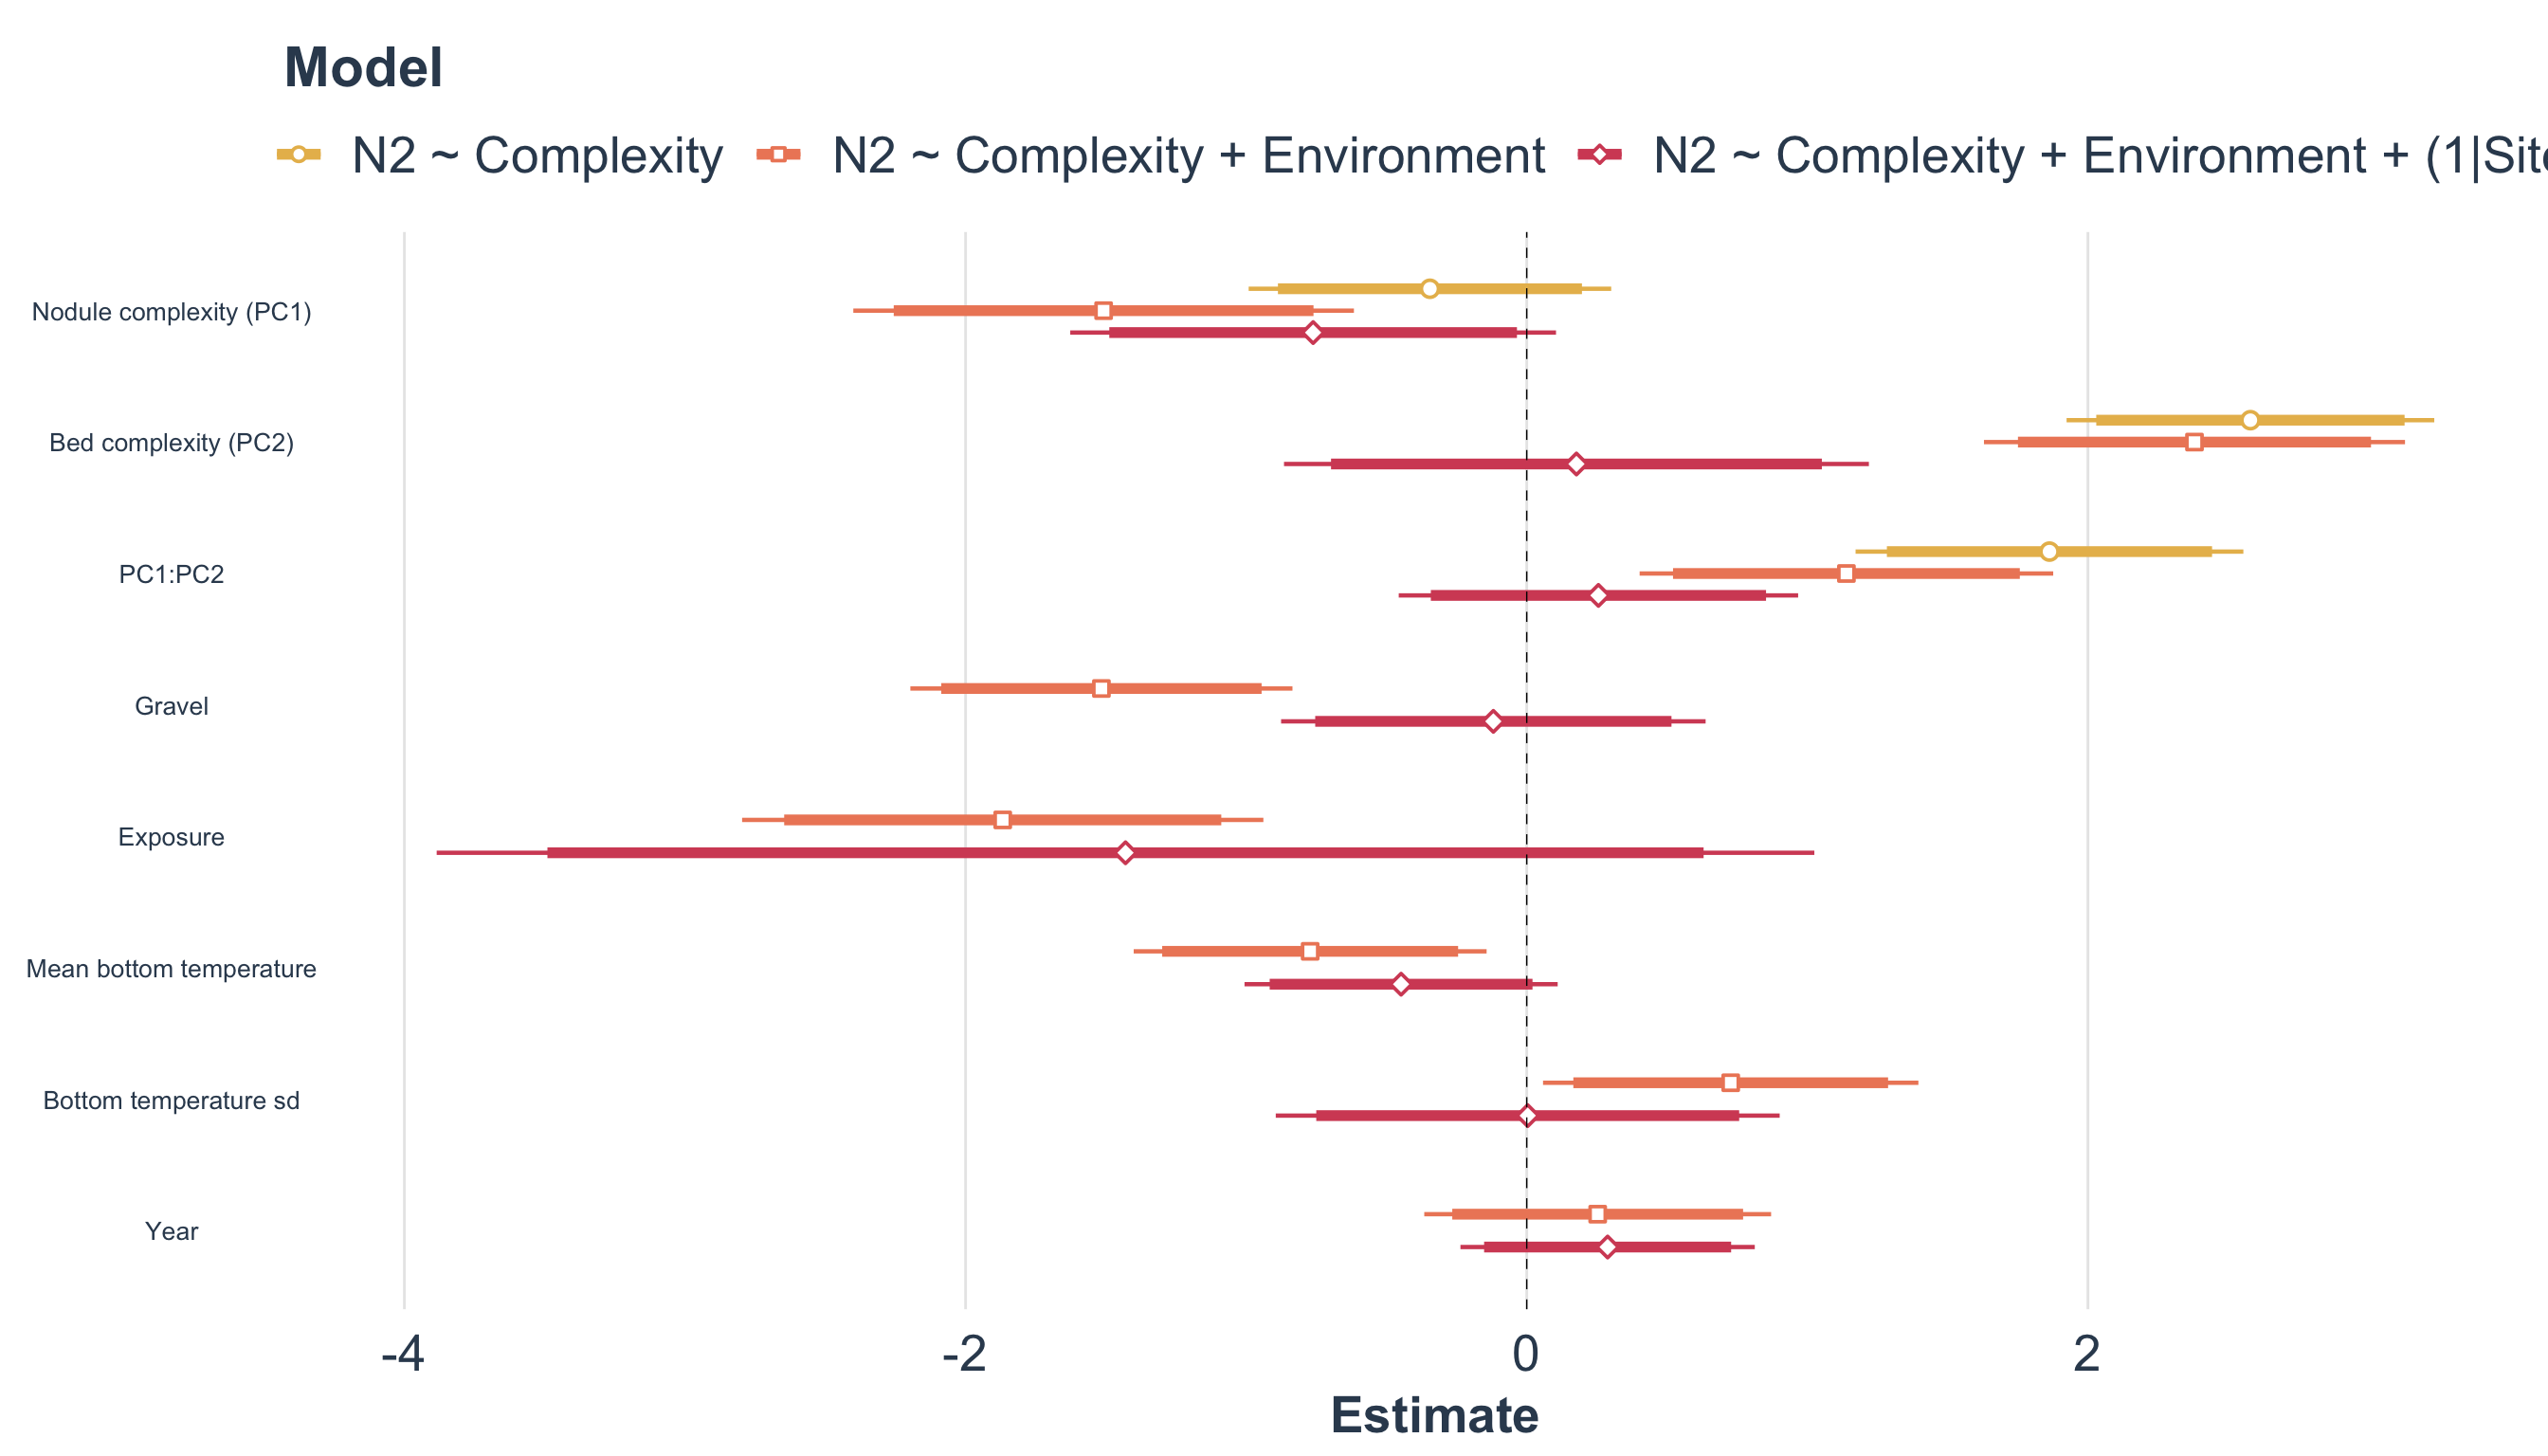 Model
N2 ~ Complexity N2 ~ Complexity + Environment N2 ~ Complexity + Environment + (1|Site
Nodule complexity (PC1)
Bed complexity (PC2)
PC1:PC2
Gravel
Exposure
Mean bottom temperature
Bottom temperature sd
Year
-4 -2 0 2
Estimate